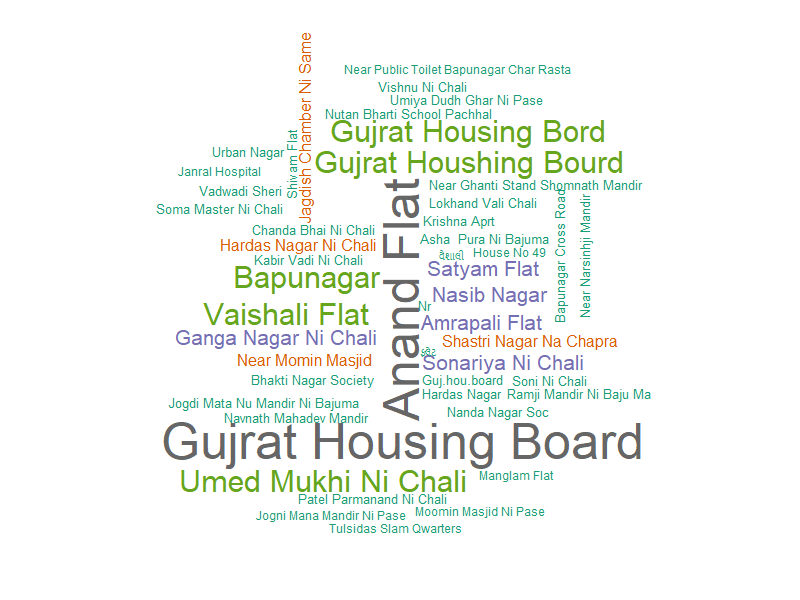 Jagdish Chamber Ni Same
Near Public Toilet Bapunagar Char Rasta
Vishnu Ni Chali
Umiya Dudh Ghar Ni Pase
Nutan Bharti School Pachhal
Gujrat Housing Bord
Shivam Flat
Urban Nagar
Gujrat Houshing Bourd
Janral Hospital
Anand Flat
Near Ghanti Stand Shomnath Mandir
Vadwadi Sheri
Bapunagar Cross Road
Near Narsinhji Mandir
Lokhand Vali Chali
Soma Master Ni Chali
Krishna Aprt
Chanda Bhai Ni Chali
Asha
Pura Ni Bajuma
Hardas Nagar Ni Chali
House No 49
વૈશાલી
Kabir Vadi Ni Chali
Satyam Flat
Bapunagar
Nasib Nagar
Nr
Vaishali Flat
Amrapali Flat
Ganga Nagar Ni Chali
Shastri Nagar Na Chapra
Near Momin Masjid
Sonariya Ni Chali
Bhakti Nagar Society
Guj.hou.board
Soni Ni Chali
Hardas Nagar
Ramji Mandir Ni Baju Ma
Jogdi Mata Nu Mandir Ni Bajuma
Nanda Nagar Soc
Navnath Mahadev Mandir
Gujrat Housing Board
Umed Mukhi Ni Chali
Manglam Flat
Patel Parmanand Ni Chali
Moomin Masjid Ni Pase
Jogni Mana Mandir Ni Pase
Tulsidas Slam Qwarters